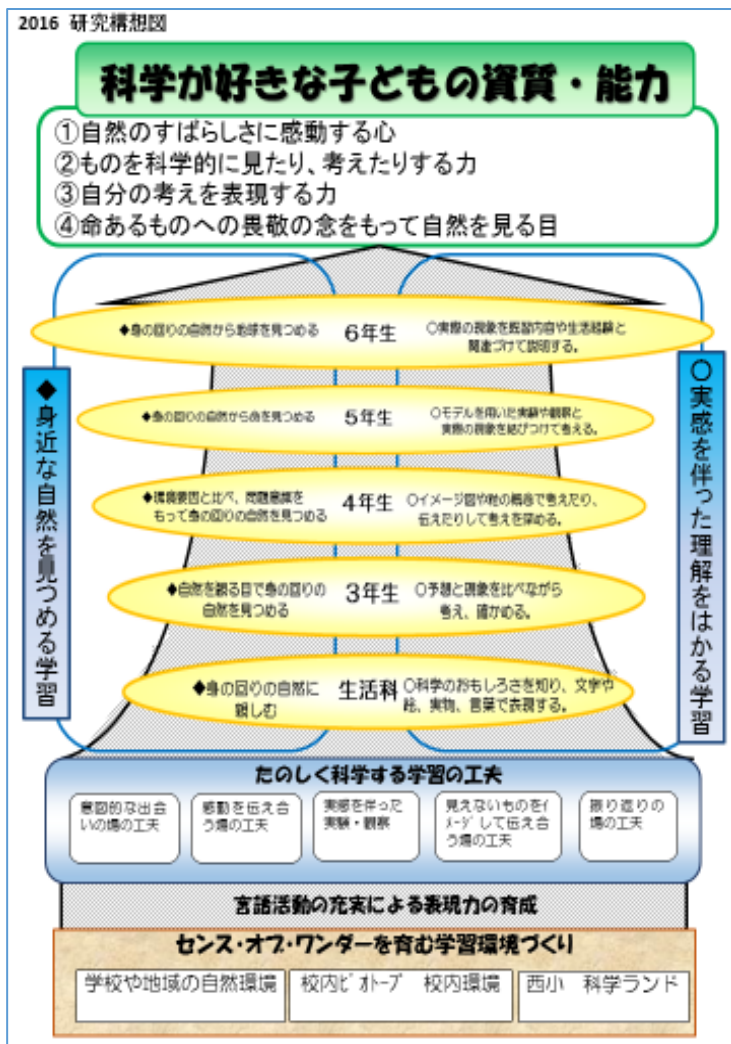 2016 研究構想図
科学が好きな子どもの資質・能力
①自然のすばらしさに感動する心
②ものを科学的に見たり、考えたりする力
③自分の考えを表現する力
④命あるものへの畏敬の念をもって自然を見る目
◆身近な自然を見つめる学習
○実感を伴った理解をはかる学習
◆身の回りの自然から地球を見つめる
6年生
○実際の現象を既習内容や生活経験と
関連づけて説明する。
◆身の回りの自然から命を見つめる
5年生
○モデルを用いた実験や観察と
実際の現象を結びつけて考える。
◆環境要因と比べ、問題意識を
もって身の回りの自然を見つめる
4年生
○イメージ図や粒の概念で考えたり、
伝えたりして考えを深める。
◆自然を観る目で身の回りの
自然を見つめる
3年生
○予想と現象を比べながら
考え、確かめる。
◆身の回りの自然に
親しむ
生活科
○科学のおもしろさを知り、文字や
絵、実物、言葉で表現する。
たのしく科学する学習の工夫
意図的な出会
いの場の工夫
感動を伝え合
う場の工夫
実感を伴った
実験・観察
見えないものをイ
メージして伝え合
う場の工夫
振り返りの
場の工夫
言語活動の充実による表現力の育成
センス・オブ・ワンダーを育む学習環境づくり
学校や地域の自然環境
校内ビオトープ 校内環境
西小 科学ランド